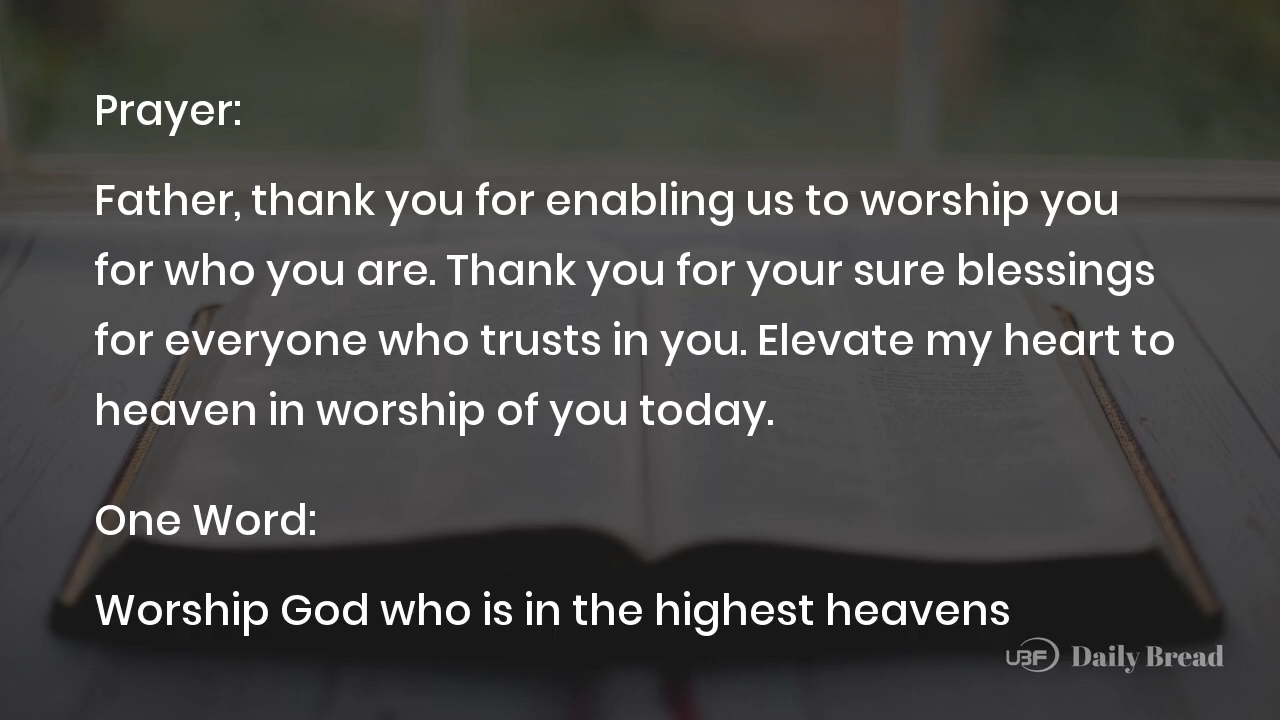 Prayer:
Father, thank you for enabling us to worship you
for who you are. Thank you for your sure blessings
for everyone who trusts in you. Elevate my heart to
heaven in worship of you today.
One Word:
Worship God who is in the highest heavens
UBF Daily Bread